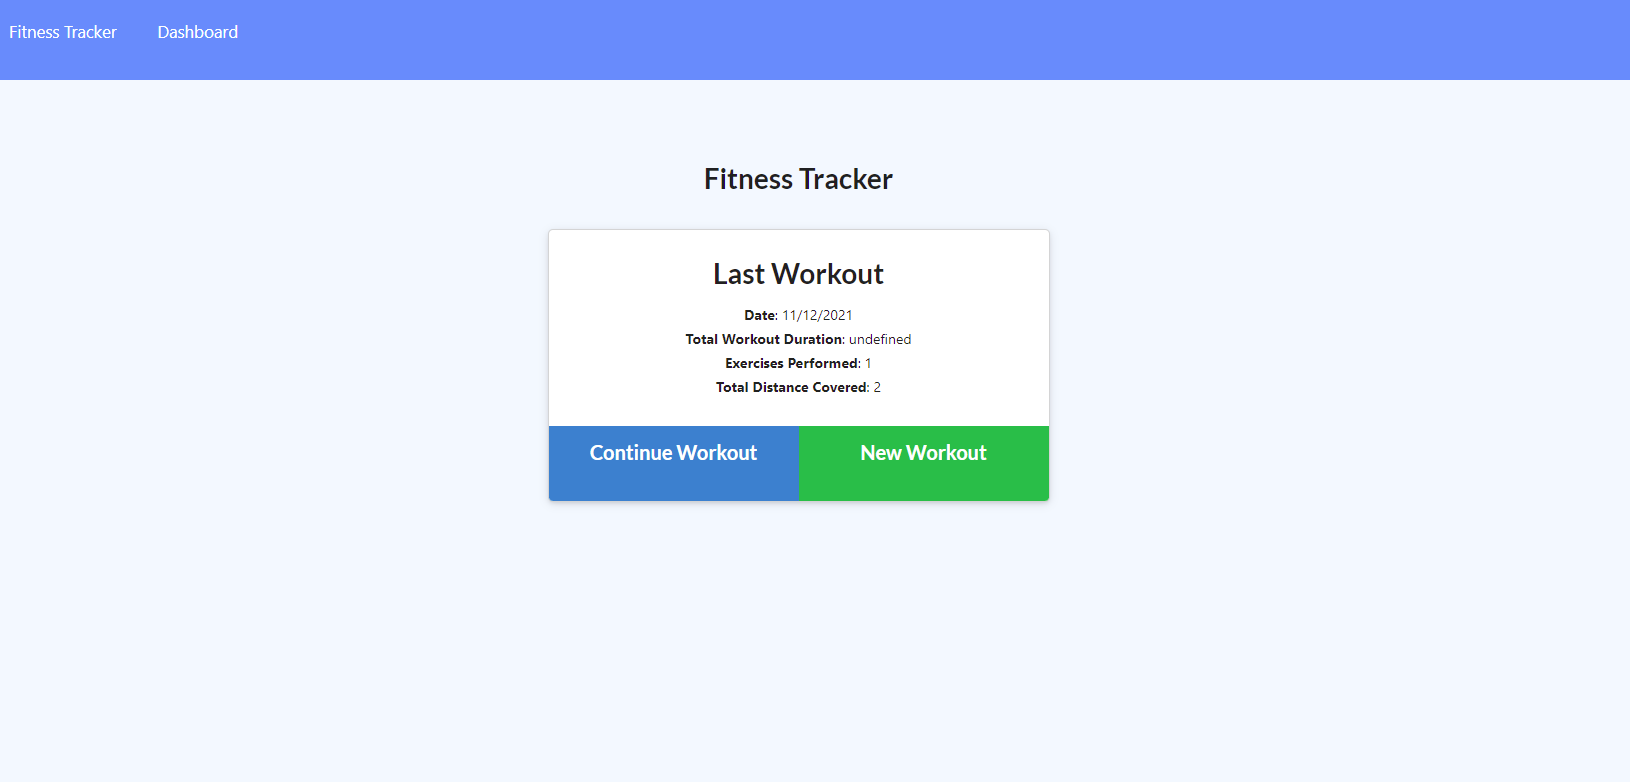 Fitness Tracker Dashboard
Fitness Tracker
Last Workout
Date: 11/12/2021
Total Workout Duration: undefined
Exercises Performed: 1
Total Distance Covered: 2
Continue Workout New Workout